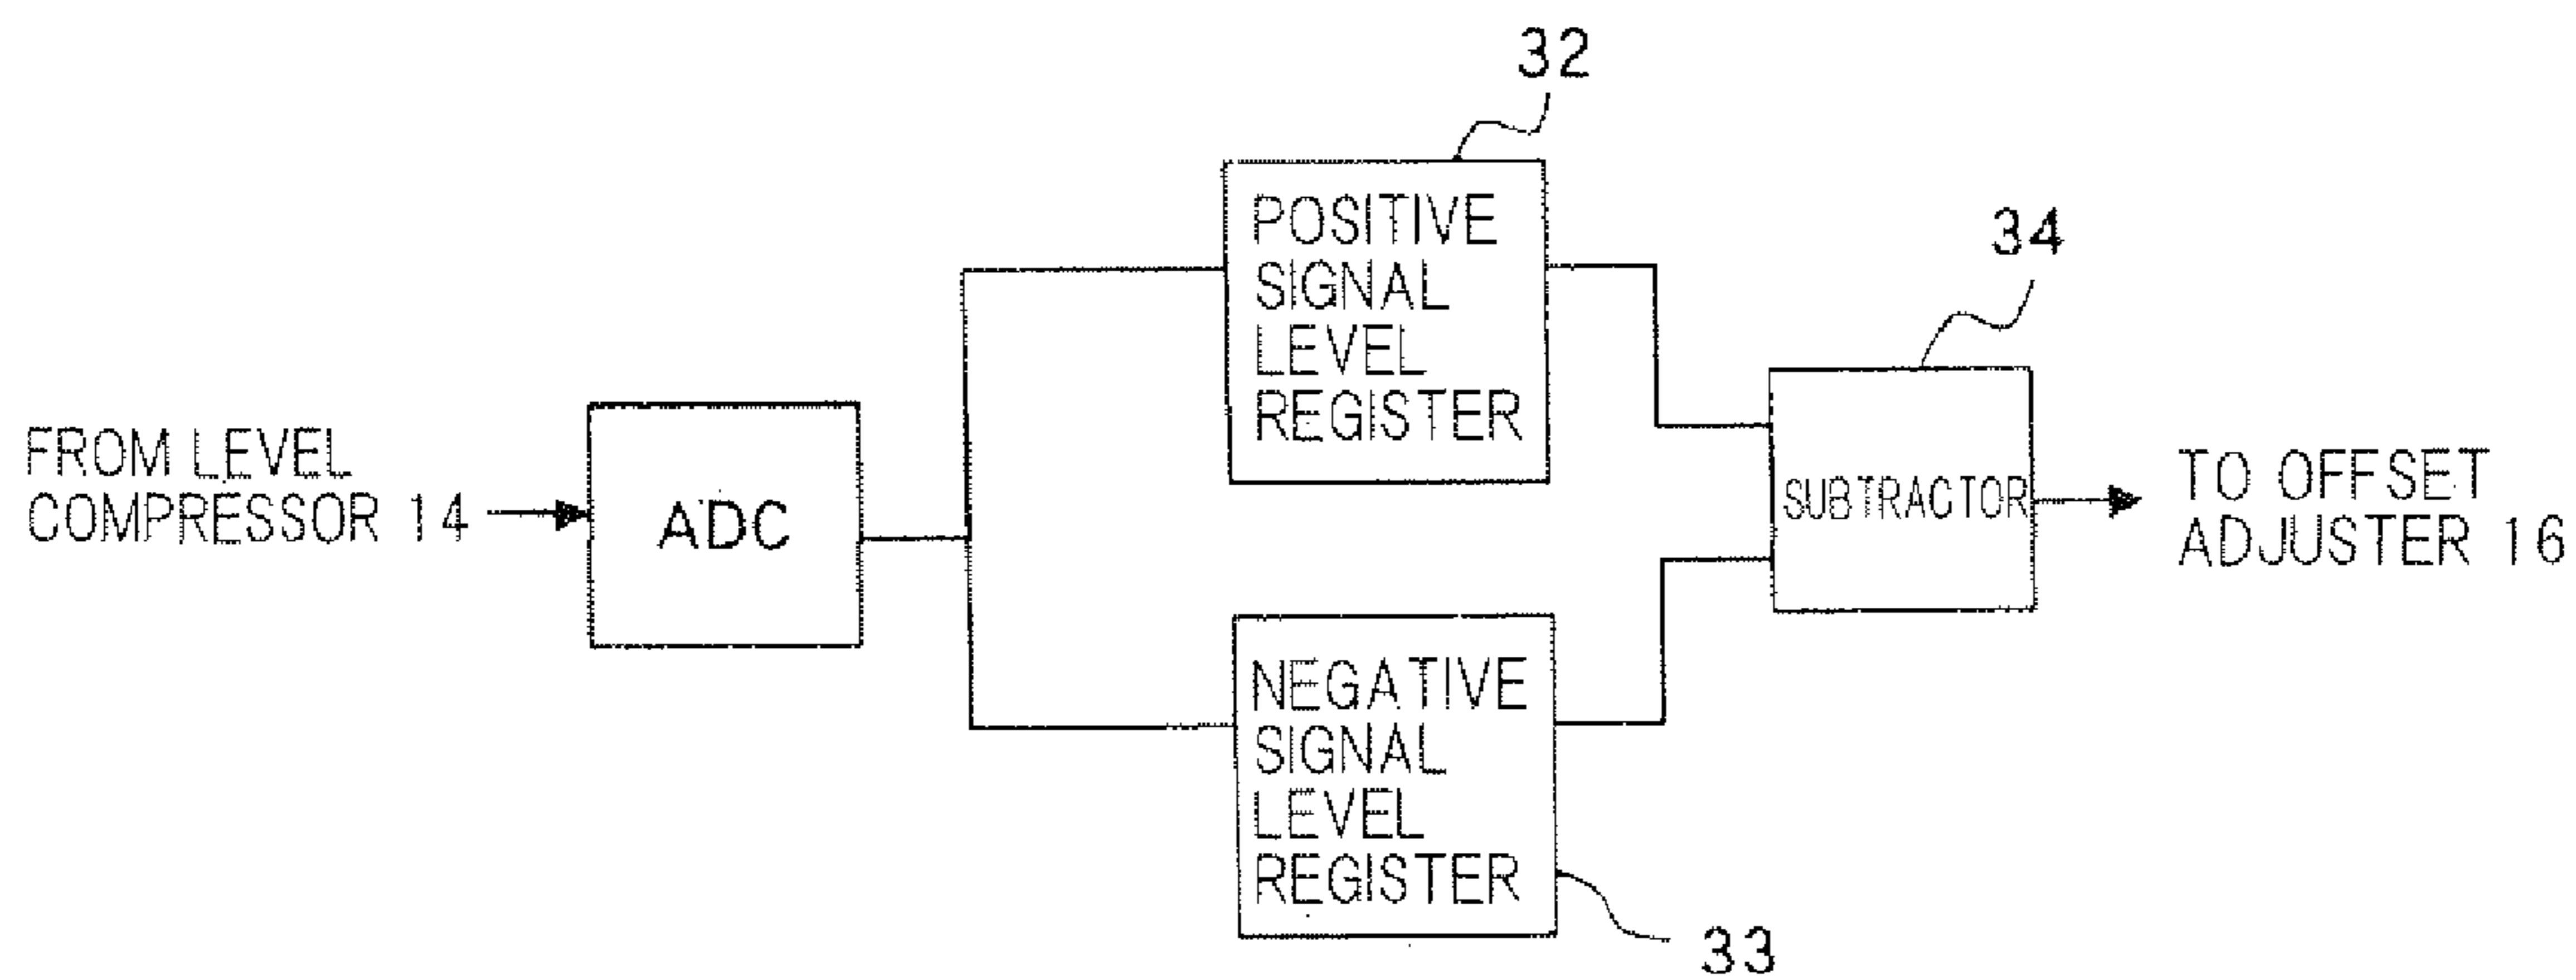 32
POSITIVE
SIGNAL
LEVEL
REGISTER
34
FROM LEVEL
COMPRESSOR 14
ADC
SUBTRACTOR
TO OFFSET
ADJUSTER 16
NEGATIVE
SIGNAL
LEVEL
REGISTER
33